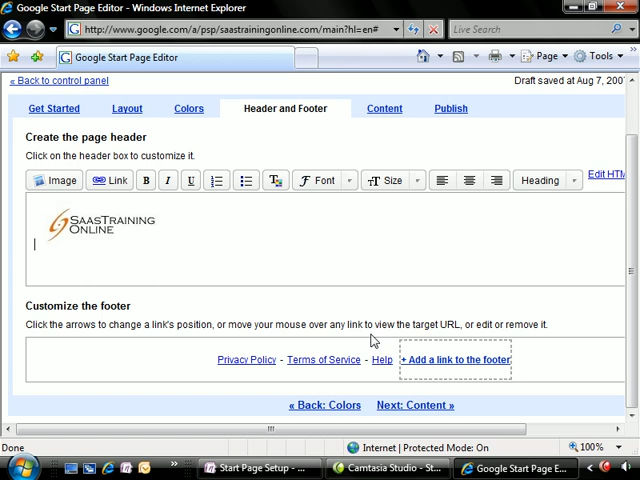 Google Start Page Editor - Windows Internet Explorer
http://www.google.com/a/psp/saastrainingonline.com/main?hl=en#
Live Search
Google Start Page Editor
Page
Tools
« Back to control panel
Draft saved at Aug 7, 2007
Get Started
Layout
Colors
Header and Footer
Content
Publish
Create the page header
Click on the header box to customize it.
Image
Link
B
I
U
Font
Size
Heading
Edit HTM
SAASTRAINING
ONLINE
Customize the footer
Click the arrows to change a link's position, or move your mouse over any link to view the target URL, or edit or remove it.
Privacy Policy - Terms of Service - Help + Add a link to the footer
« Back: Colors Next: Content »
Done
Internet | Protected Mode: On
100%
Start Page Setup - ...
Camtasia Studio - St...
Google Start Page E...
8:01 PM